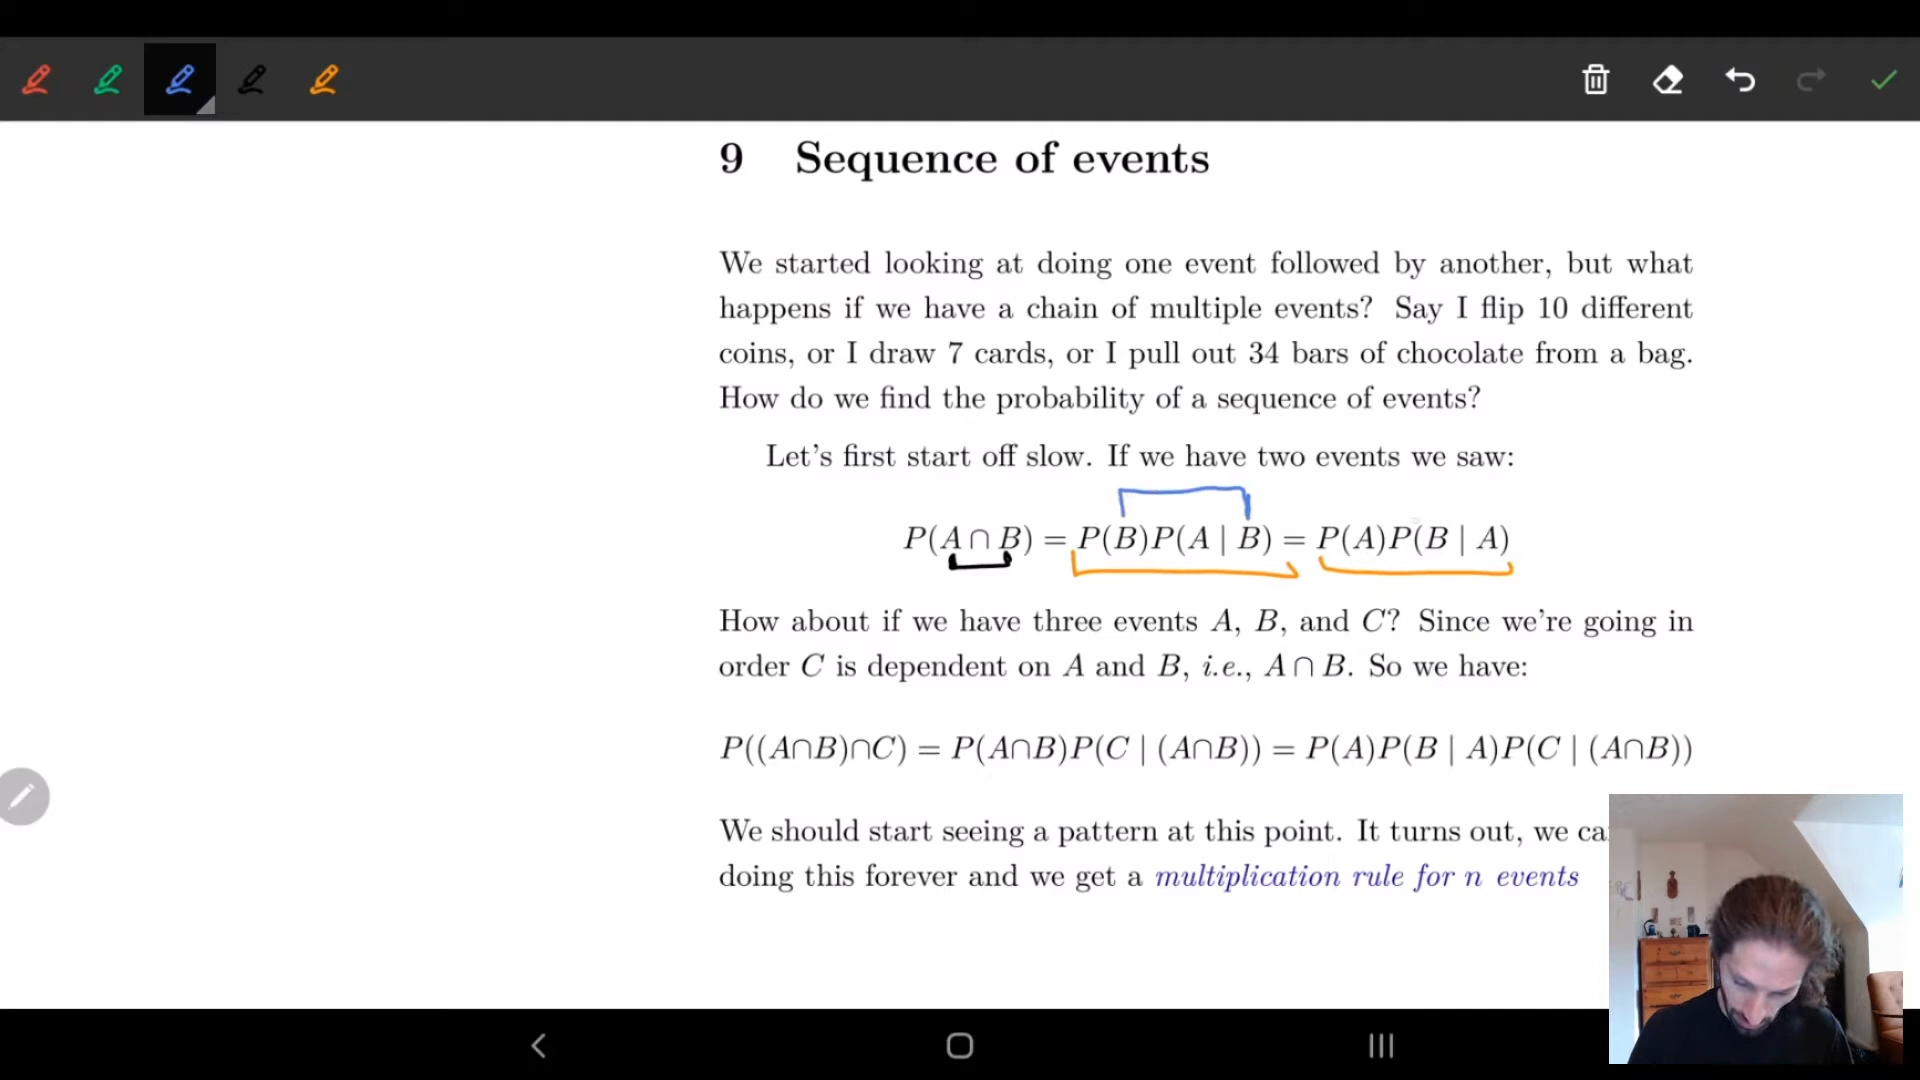 9 Sequence of events
We started looking at doing one event followed by another, but what
happens if we have a chain of multiple events? Say I flip 10 different
coins, or I draw 7 cards, or I pull out 34 bars of chocolate from a bag.
How do we find the probability of a sequence of events?
Let's first start off slow. If we have two events we saw:
P(A ∩ B) = P(B)P(A | B) = P(A)P(B | A)
How about if we have three events A, B, and C? Since we're going in
order C is dependent on A and B, i.e., A ∩ B. So we have:
P((A∩B)∩C) = P(A∩B)P(C | (A∩B)) = P(A)P(B | A)P(C | (A∩B))
We should start seeing a pattern at this point. It turns out, we
doing this forever and we get a multiplication rule for n events